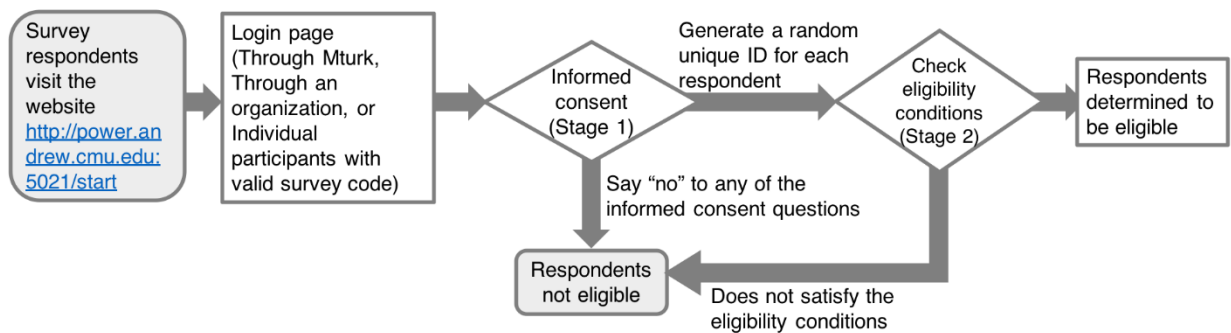 Survey
respondents
visit the
website
http://power.an
drew.cmu.edu:
5021/start
Login page
(Through Mturk,
Through an
organization, or
Individual
participants with
valid survey code)
Informed
consent
(Stage 1)
Generate a random
unique ID for each
respondent
Check
eligibility
conditions
(Stage 2)
Respondents
determined to
be eligible
Say “no” to any of the
informed consent questions
Respondents
not eligible
Does not satisfy the
eligibility conditions